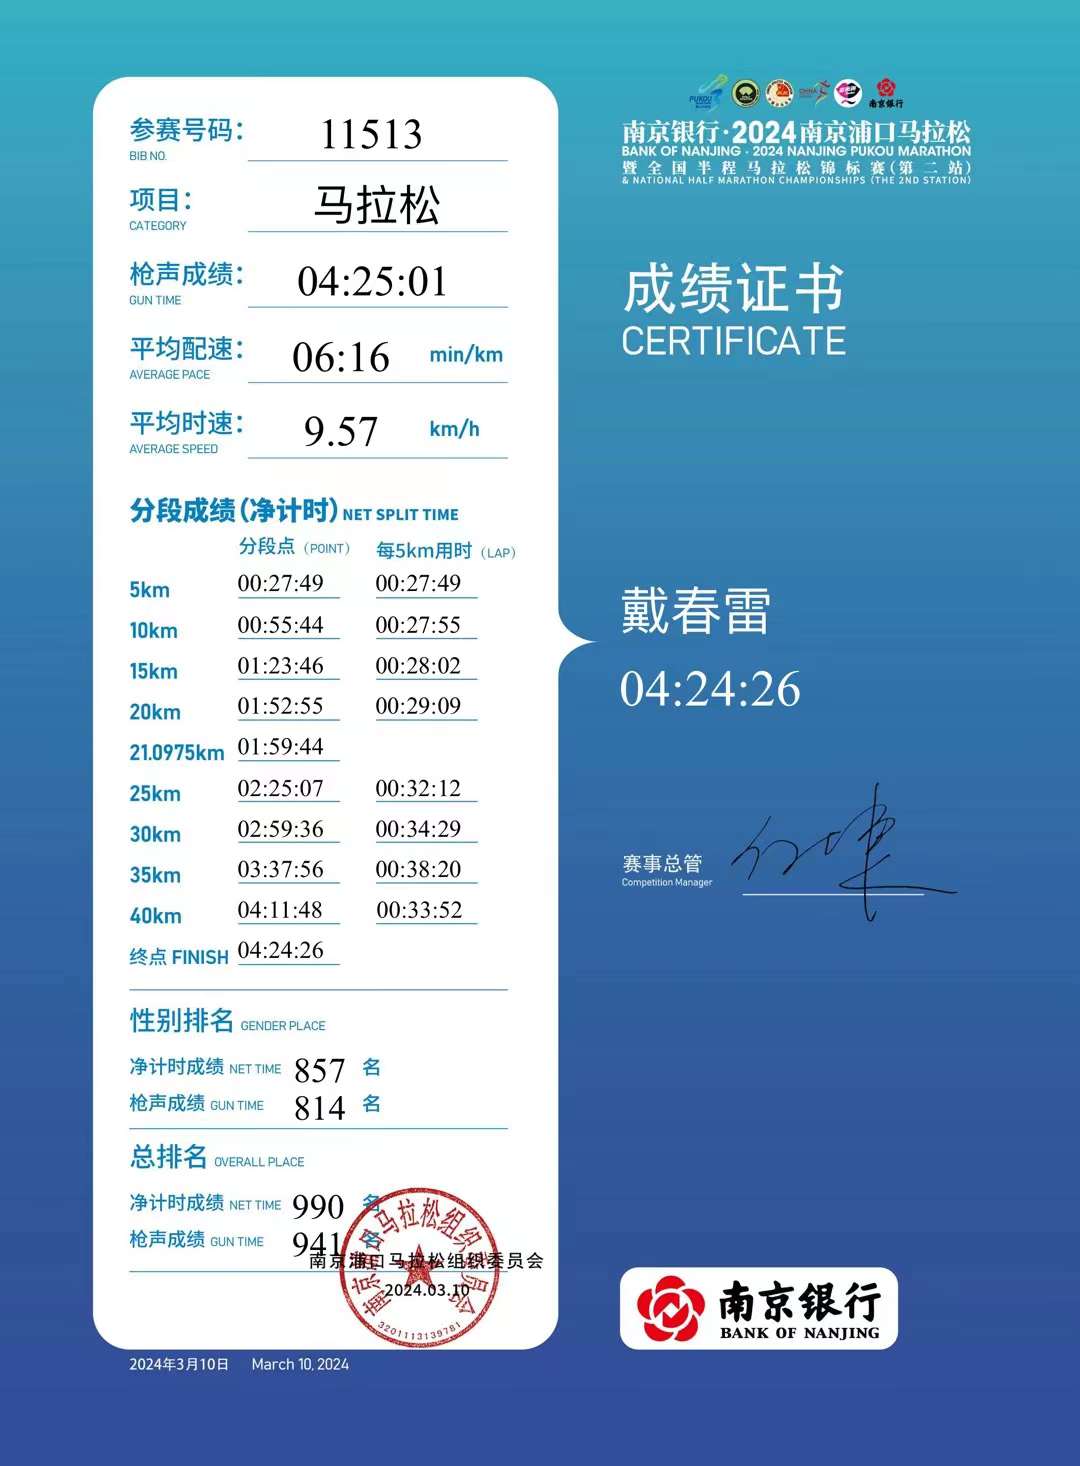 参赛号码: 11513
BIB NO.
项目: 马拉松
CATEGORY
枪声成绩: 04:25:01
GUN TIME
平均配速: 06:16 min/km
AVERAGE PACE
平均时速: 9.57 km/h
AVERAGE SPEED
分段成绩(净计时) NET SPLIT TIME
分段点 (POINT) 每5km用时 (LAP)
5km 00:27:49 00:27:49
10km 00:55:44 00:27:55
15km 01:23:46 00:28:02
20km 01:52:55 00:29:09
21.0975km 01:59:44
25km 02:25:07 00:32:12
30km 02:59:36 00:34:29
35km 03:37:56 00:38:20
40km 04:11:48 00:33:52
终点 FINISH 04:24:26
性别排名 GENDER PLACE
净计时成绩 NET TIME 857 名
枪声成绩 GUN TIME 814 名
总排名 OVERALL PLACE
净计时成绩 NET TIME 990 名
枪声成绩 GUN TIME 941 名
南京浦口马拉松组织委员会
2024.03.10
南京浦口马拉松组织委员会
3201113139781
2024年3月10日 March 10, 2024
PUKOU
CHINA
南京银行
南京银行·2024南京浦口马拉松
BANK OF NANJING · 2024 NANJING PUKOU MARATHON
暨全国半程马拉松锦标赛(第二站)
& NATIONAL HALF MARATHON CHAMPIONSHIPS (THE 2ND STATION)
成绩证书
CERTIFICATE
戴春雷
04:24:26
赛事总管
Competition Manager
南京银行
BANK OF NANJING